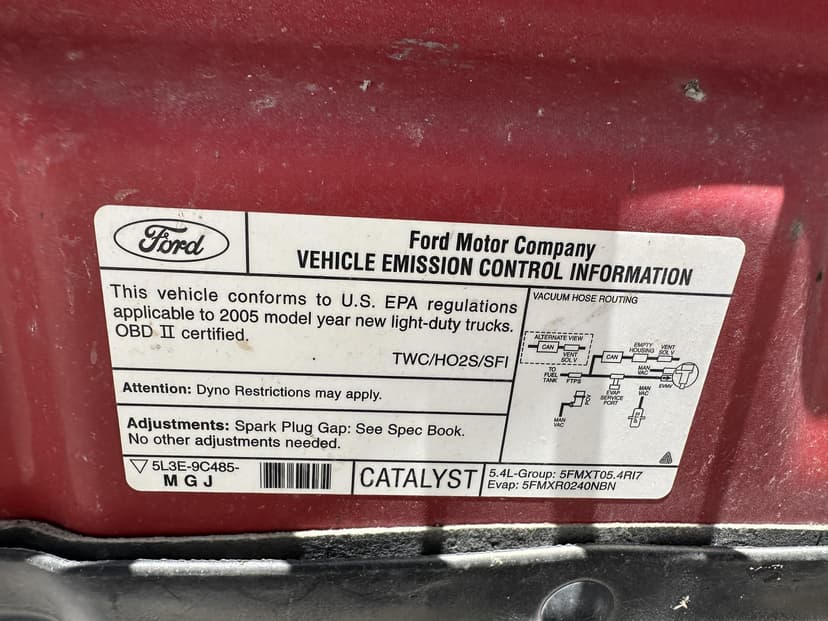 Ford
Ford Motor Company
VEHICLE EMISSION CONTROL INFORMATION
This vehicle conforms to U.S. EPA regulations
applicable to 2005 model year new light-duty trucks.
OBD II certified.
TWC/HO2S/SFI
Attention: Dyno Restrictions may apply.
Adjustments: Spark Plug Gap: See Spec Book.
No other adjustments needed.
VACUUM HOSE ROUTING
ALTERNATE VIEW
CAN
VENT
SOL V
EMPTY
HOUSING
VENT
SOL V
CAN
MAN
VAC
TO
FUEL
TANK
FTPS
EVMV
EVAP
SERVICE
PORT
PCV
MAN
VAC
MAN
VAC
5L3E-9C485-
M G J
CATALYST
5.4L-Group: 5FMXT05.4RI7
Evap: 5FMXR0240NBN